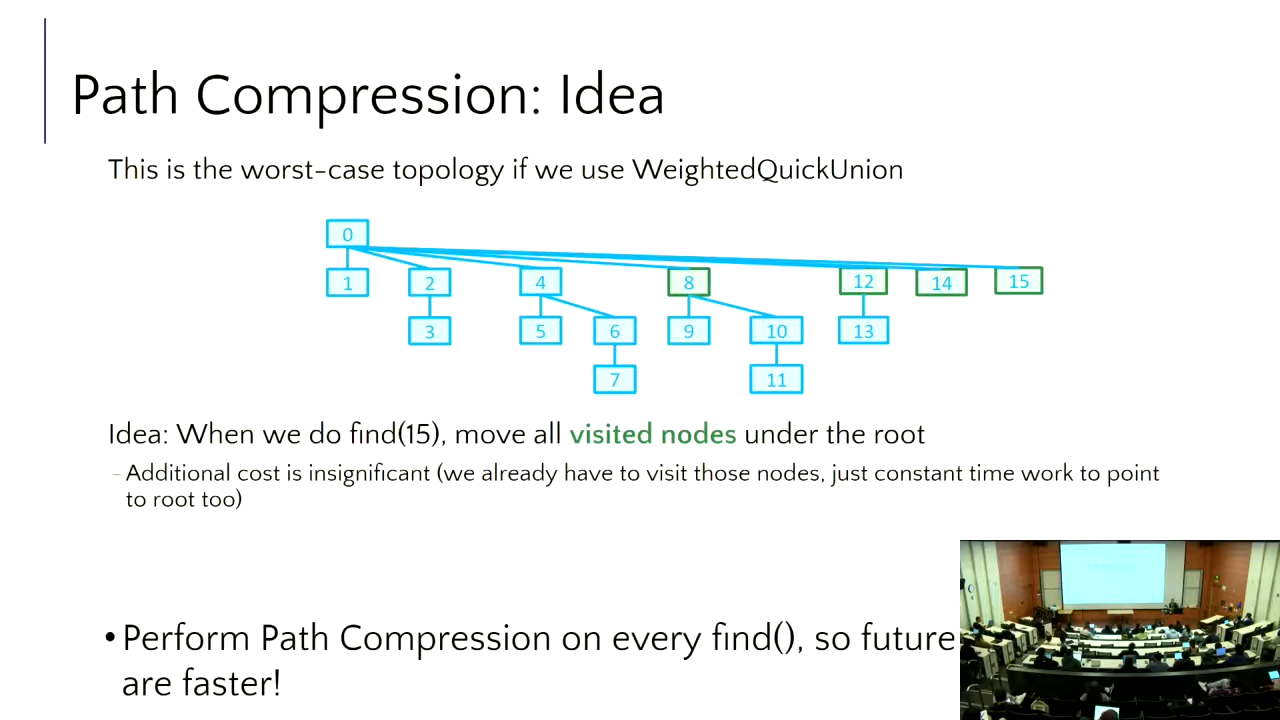 Path Compression: Idea
This is the worst-case topology if we use WeightedQuickUnion
0
1 2 4 8 12 14 15
3 5 6 9 10 13
7 11
Idea: When we do find(15), move all visited nodes under the root
- Additional cost is insignificant (we already have to visit those nodes, just constant time work to point
to root too)
• Perform Path Compression on every find(), so future
are faster!